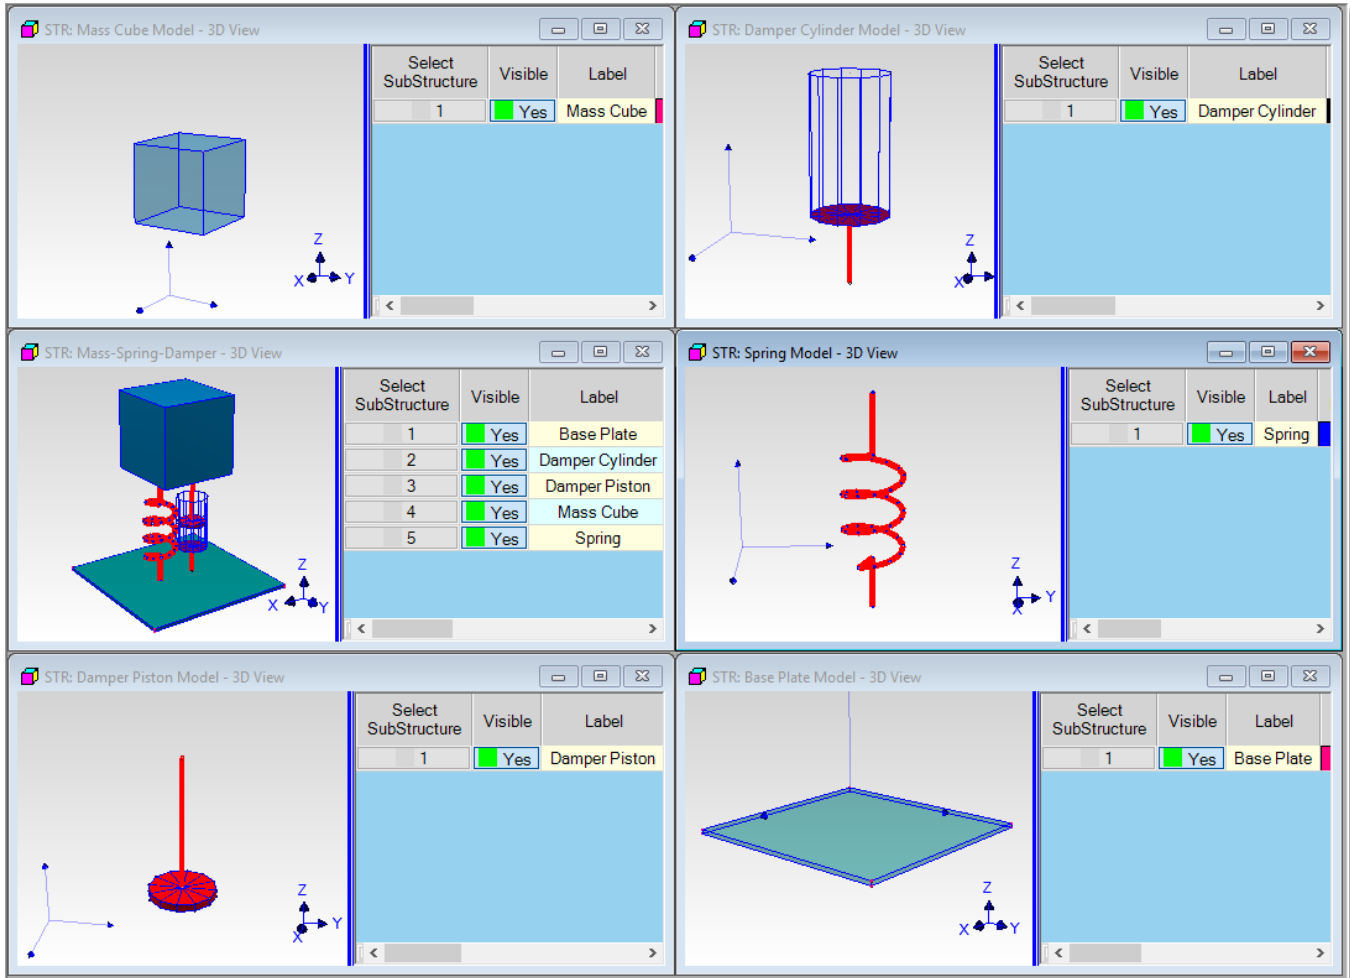 STR: Mass Cube Model - 3D View
Select
SubStructure
Visible
Label
1
Yes
Mass Cube
Z
X
Y
STR: Damper Cylinder Model - 3D View
Select
SubStructure
Visible
Label
1
Yes
Damper Cylinder
Z
X
STR: Mass-Spring-Damper - 3D View
Select
SubStructure
Visible
Label
1
Yes
Base Plate
2
Yes
Damper Cylinder
3
Yes
Damper Piston
4
Yes
Mass Cube
5
Yes
Spring
Z
X
Y
STR: Spring Model - 3D View
Select
SubStructure
Visible
Label
1
Yes
Spring
Z
Y
X
STR: Damper Piston Model - 3D View
Select
SubStructure
Visible
Label
1
Yes
Damper Piston
Z
Y
X
STR: Base Plate Model - 3D View
Select
SubStructure
Visible
Label
1
Yes
Base Plate
Z
X
Y